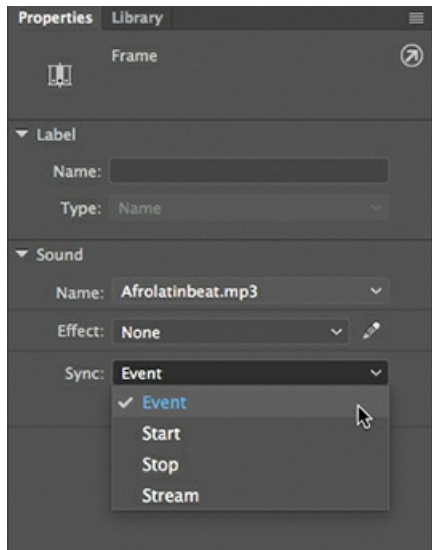 Properties Library
Frame
Label
Name:
Type: Name
Sound
Name: Afrolatinbeat.mp3
Effect: None
Sync: Event
Event
Start
Stop
Stream